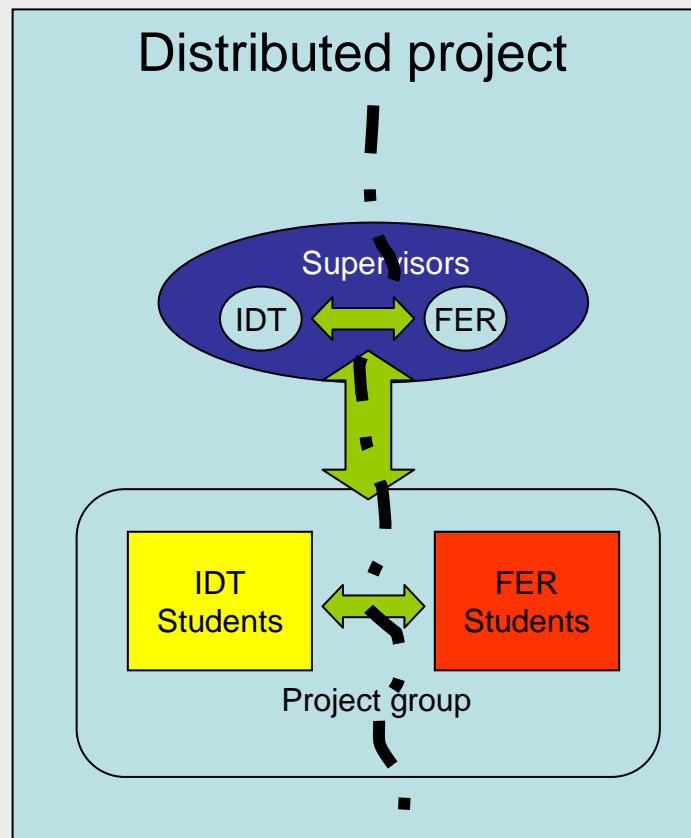 Distributed project
Supervisors
IDT
FER
IDT
Students
FER
Students
Project group